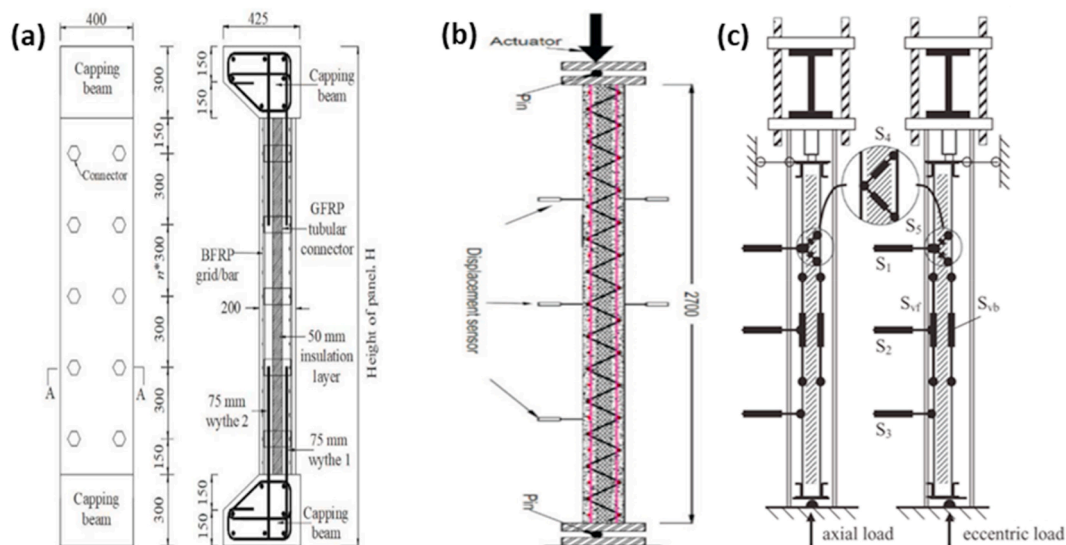 (a)
400
425
300
Capping
beam
150
Connector
300
300
n*
300
300
A
A
150
Capping
beam
300
150
150
Capping
beam
GFRP
tubular
connector
BFRP
grid/bar
200
50 mm
insulation
layer
75 mm
wythe 2
75 mm
wythe 1
150
150
Capping
beam
Height of panel, H
(b)
Actuator
Pin
Displacement sensor
2700
Pin
(c)
S4
S5
S1
S1
Svf
Svb
S2
S2
S3
S3
axial load
eccentric load